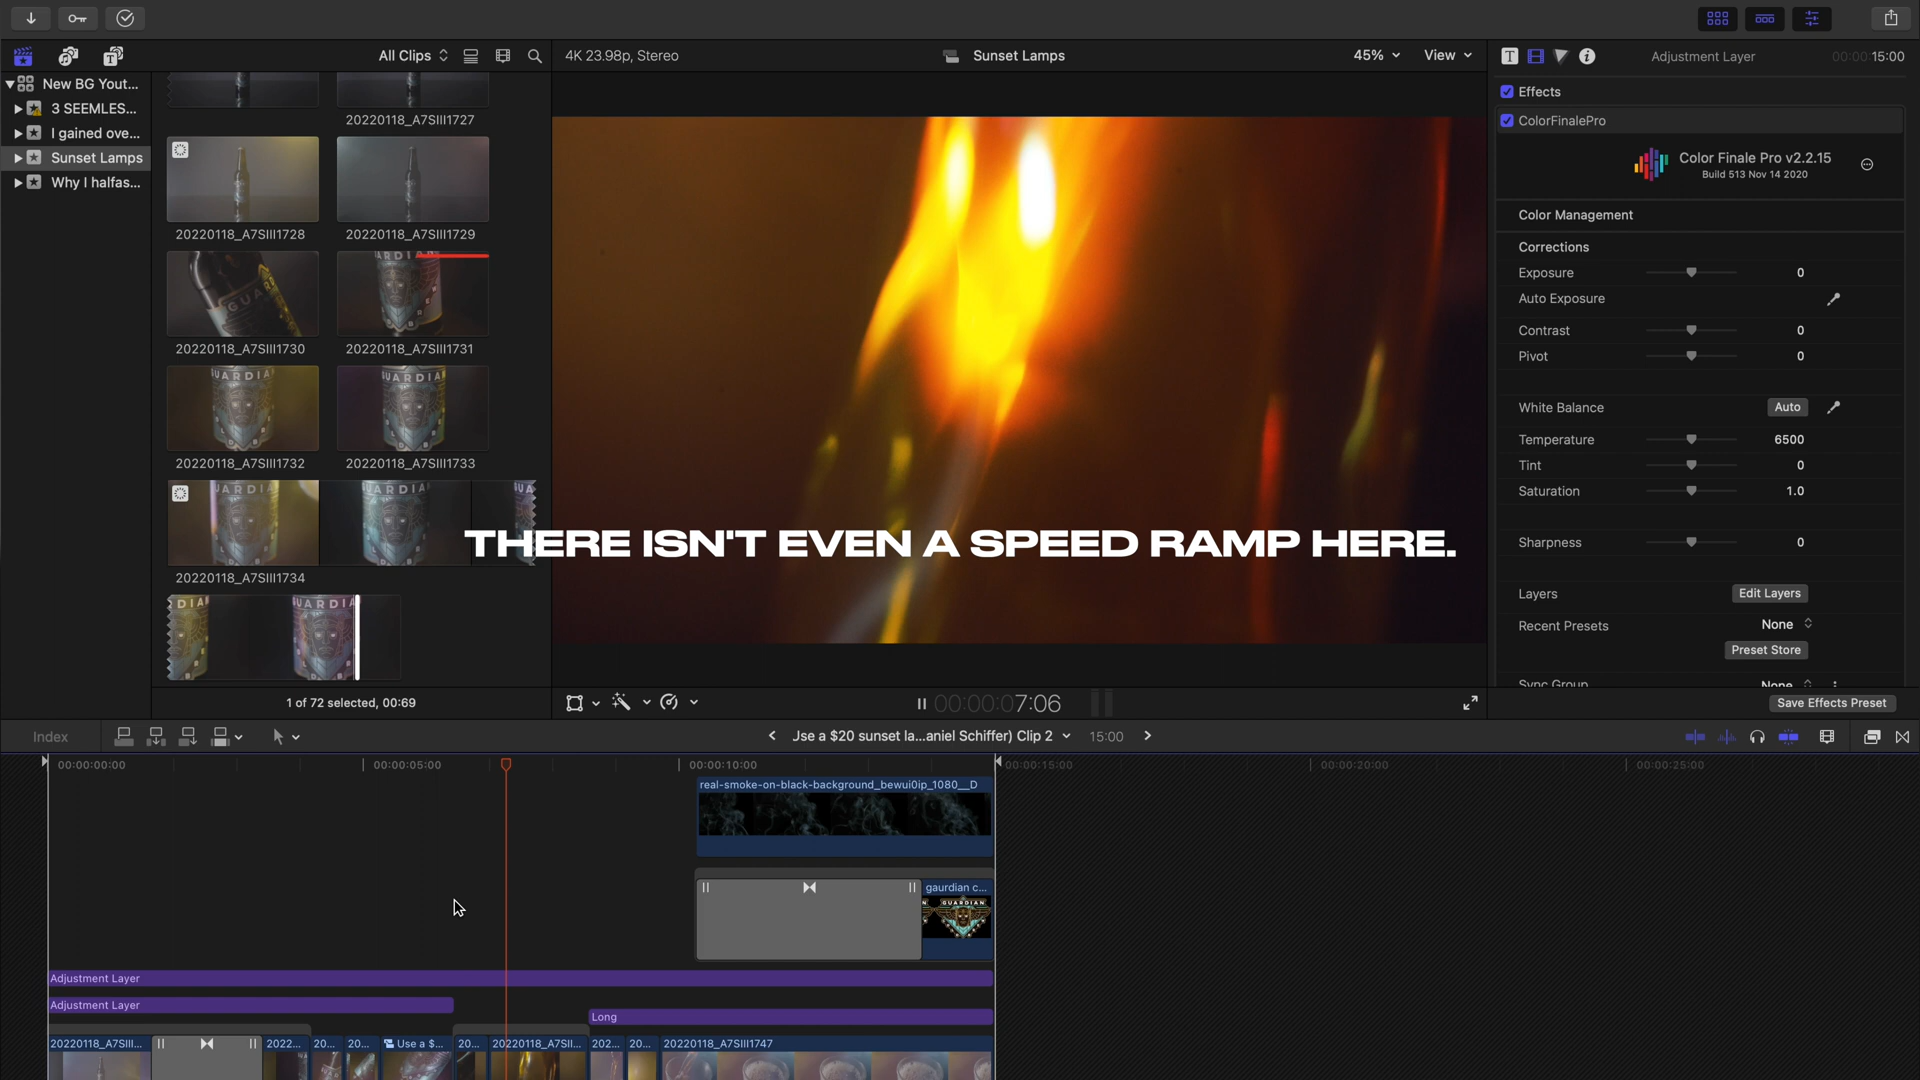 All Clips
4K 23.98p, Stereo
Sunset Lamps
45%
View
Adjustment Layer
00:00:15:00
New BG Yout...
3 SEEMLES...
I gained ove...
Sunset Lamps
Why I halfas...
20220118_A7SIII1727
20220118_A7SIII1728
20220118_A7SIII1729
20220118_A7SIII1730
20220118_A7SIII1731
20220118_A7SIII1732
20220118_A7SIII1733
20220118_A7SIII1734
1 of 72 selected, 00:69
THERE ISN'T EVEN A SPEED RAMP HERE.
Effects
ColorFinalePro
Color Finale Pro v2.2.15
Build 513 Nov 14 2020
Color Management
Corrections
Exposure 0
Auto Exposure
Contrast 0
Pivot 0
White Balance Auto
Temperature 6500
Tint 0
Saturation 1.0
Sharpness 0
Layers Edit Layers
Recent Presets None
Preset Store
Sync Group None
Save Effects Preset
00:00:07:06
Index
Jse a $20 sunset la...aniel Schiffer) Clip 2
15:00
00:00:00:00
00:00:05:00
00:00:10:00
00:00:15:00
00:00:20:00
00:00:25:00
real-smoke-on-black-background_bewui0ip_1080__D
gaurdian c...
GUARDIAN
Adjustment Layer
Adjustment Layer
Long
20220118_A7SIII...
2022...
20...
20...
Use a $...
20...
20220118_A7SII...
202...
20...
20220118_A7SIII1747